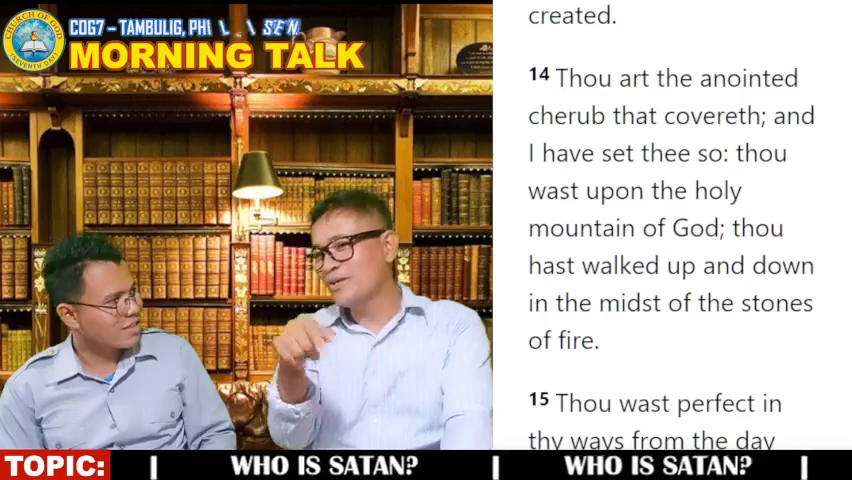 CHURCH OF GOD
(SEVENTH DAY)
COG7 – TAMBULIG, PHI
MORNING TALK
created.
14 Thou art the anointed
cherub that covereth; and
I have set thee so: thou
wast upon the holy
mountain of God; thou
hast walked up and down
in the midst of the stones
of fire.
15 Thou wast perfect in
thy ways from the day
TOPIC: | WHO IS SATAN? | WHO IS SATAN? |